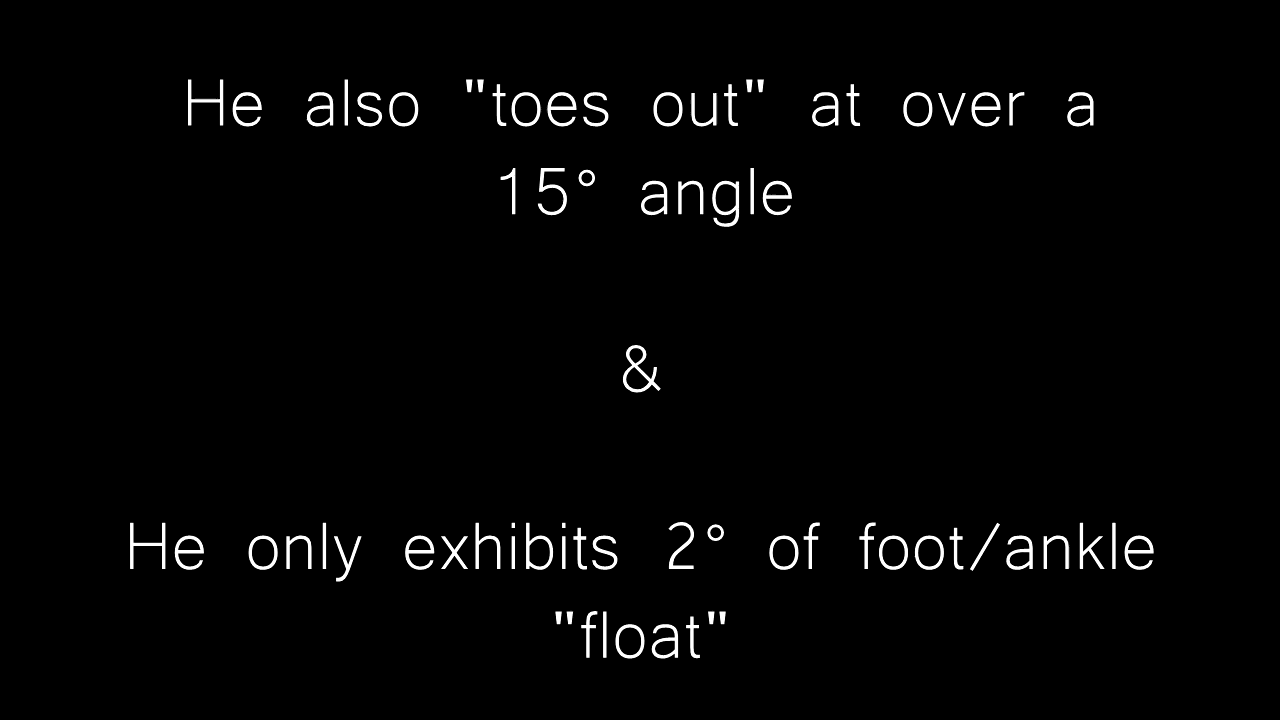 He also "toes out" at over a
15° angle
&
He only exhibits 2° of foot/ankle
"float"